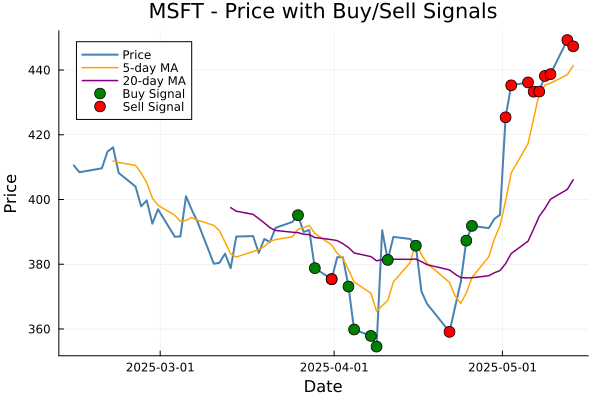 MSFT - Price with Buy/Sell Signals
Price
5-day MA
20-day MA
Buy Signal
Sell Signal
440
420
400
380
360
Price
2025-03-01
2025-04-01
2025-05-01
Date